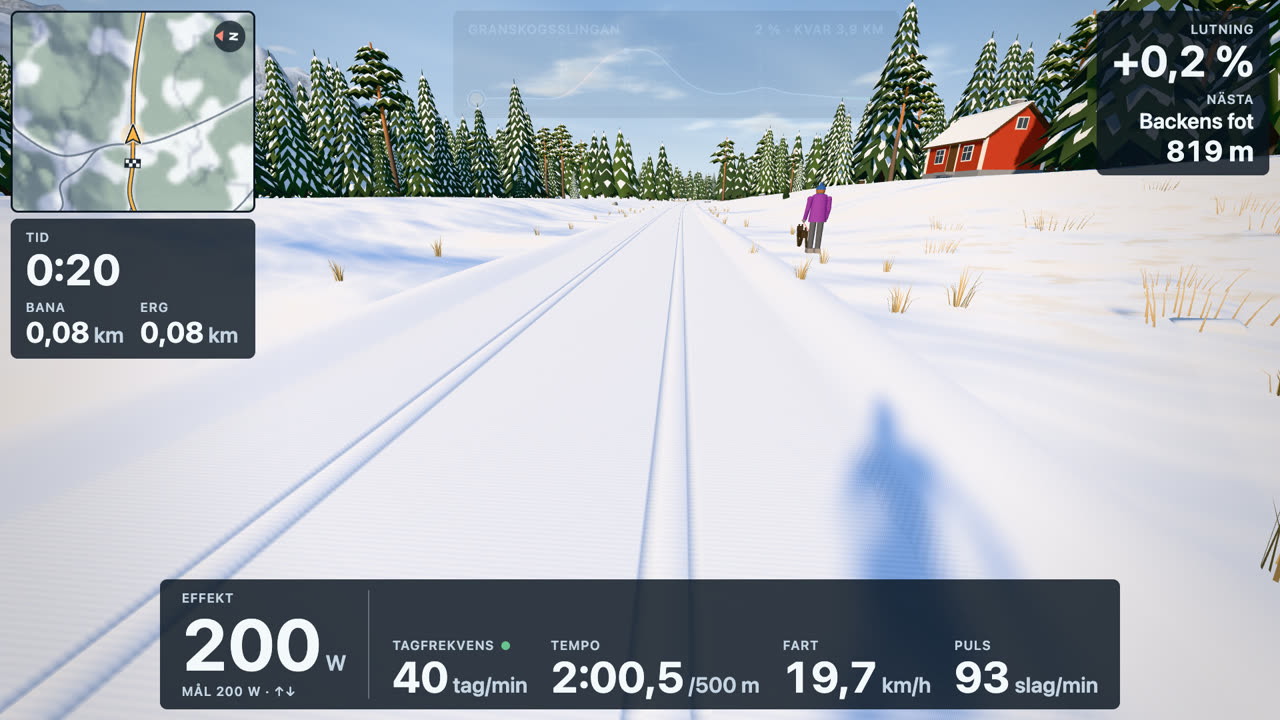 N
GRANSKOGSSLINGAN
2 % · KVAR 3,9 KM
LUTNING
+0,2 %
NÄSTA
Backens fot
819 m
TID
0:20
BANA
0,08 km
ERG
0,08 km
EFFEKT
200 W
MÅL 200 W · ↑↓
TAGFREKVENS
40 tag/min
TEMPO
2:00,5 /500 m
FART
19,7 km/h
PULS
93 slag/min